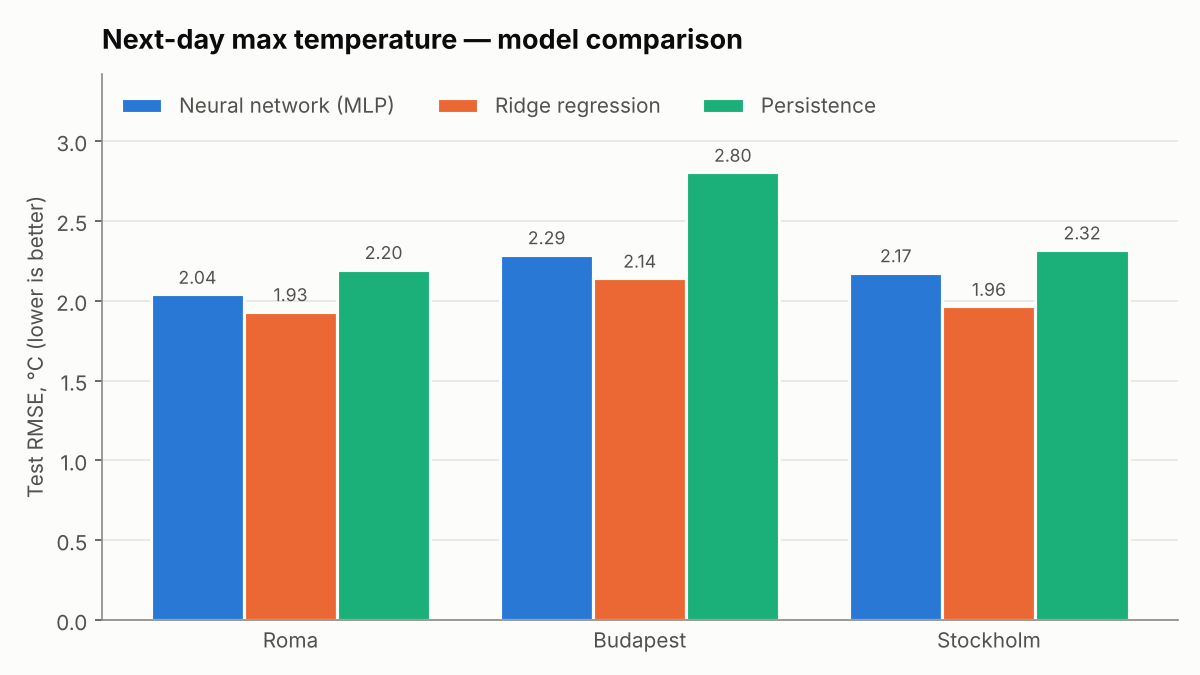 Next-day max temperature — model comparison
Neural network (MLP) Ridge regression Persistence
Test RMSE, °C (lower is better)
3.0
2.5
2.0
1.5
1.0
0.5
0.0
2.04 1.93 2.20
2.29 2.14 2.80
2.17 1.96 2.32
Roma Budapest Stockholm